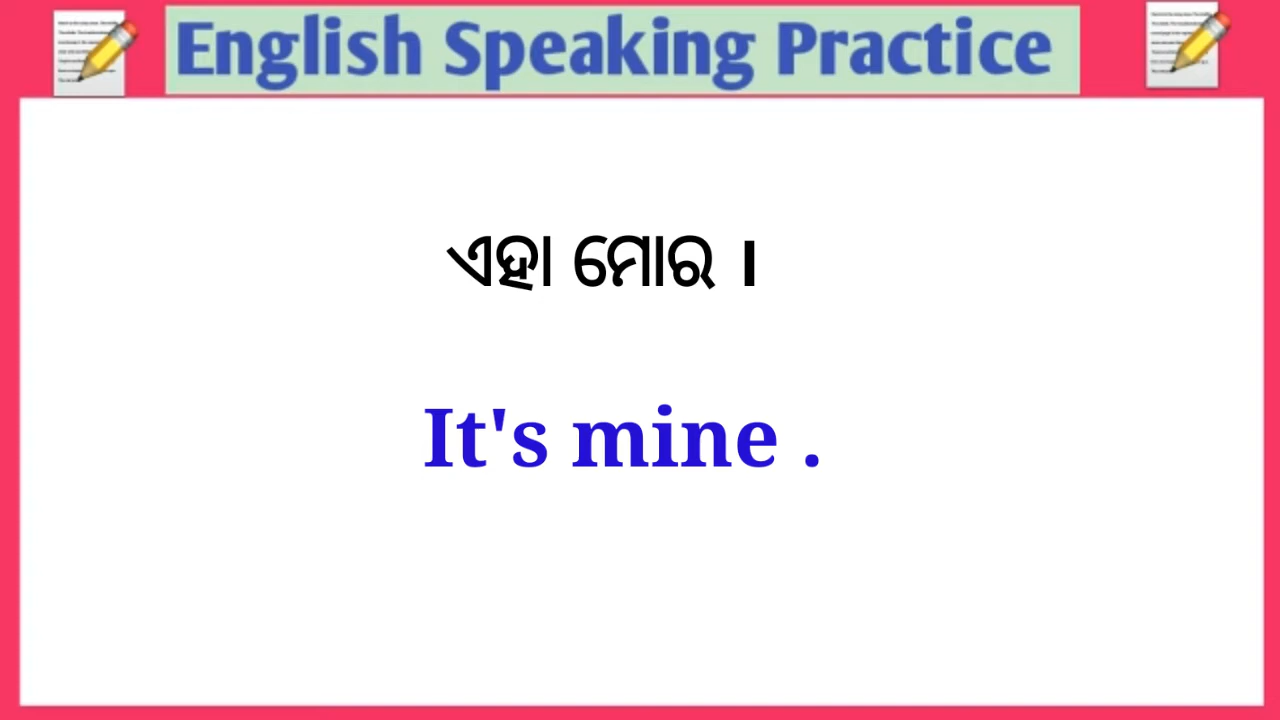 English Speaking Practice
ଏହା ମୋର ।
It's mine .